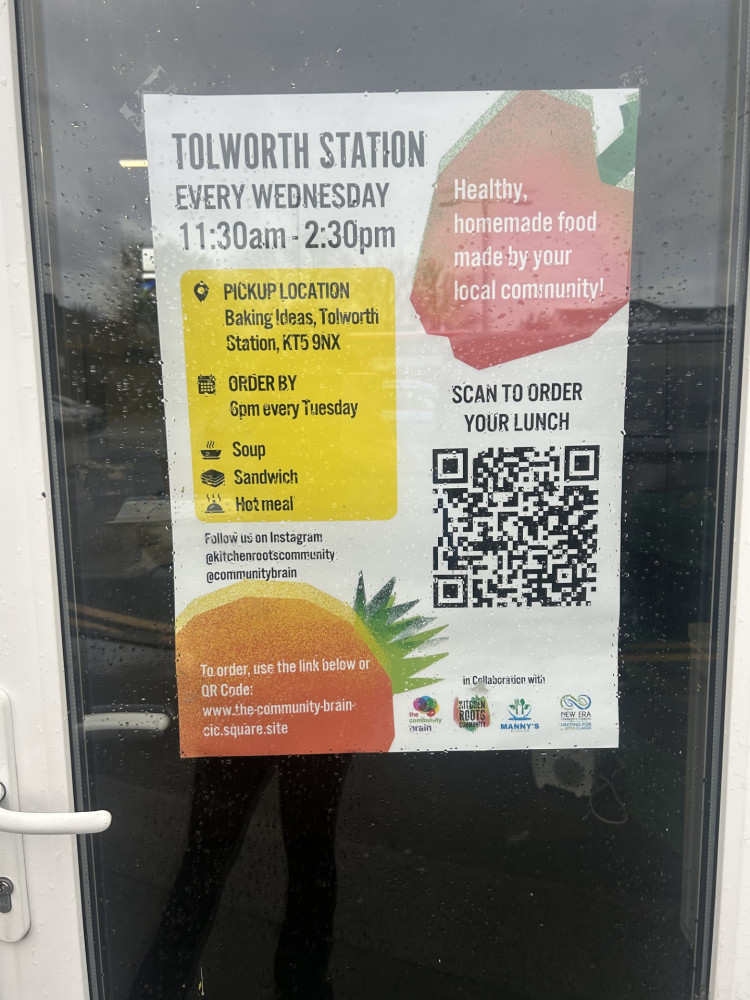 TOLWORTH STATION
EVERY WEDNESDAY
11:30am - 2:30pm
Healthy,
homemade food
made by your
local community!
PICKUP LOCATION
Baking Ideas, Tolworth
Station, KT5 9NX
ORDER BY
6pm every Tuesday
Soup
Sandwich
Hot meal
SCAN TO ORDER
YOUR LUNCH
Follow us on Instagram
@kitchenrootscommunity
@communitybrain
To order, use the link below or
QR Code:
www.the-community-brain-
cic.square.site
in Collaboration with
the
community
brain
KITCHEN
ROOTS
COMMUNITY
MANNY'S
NEW ERA
UNITING FOR